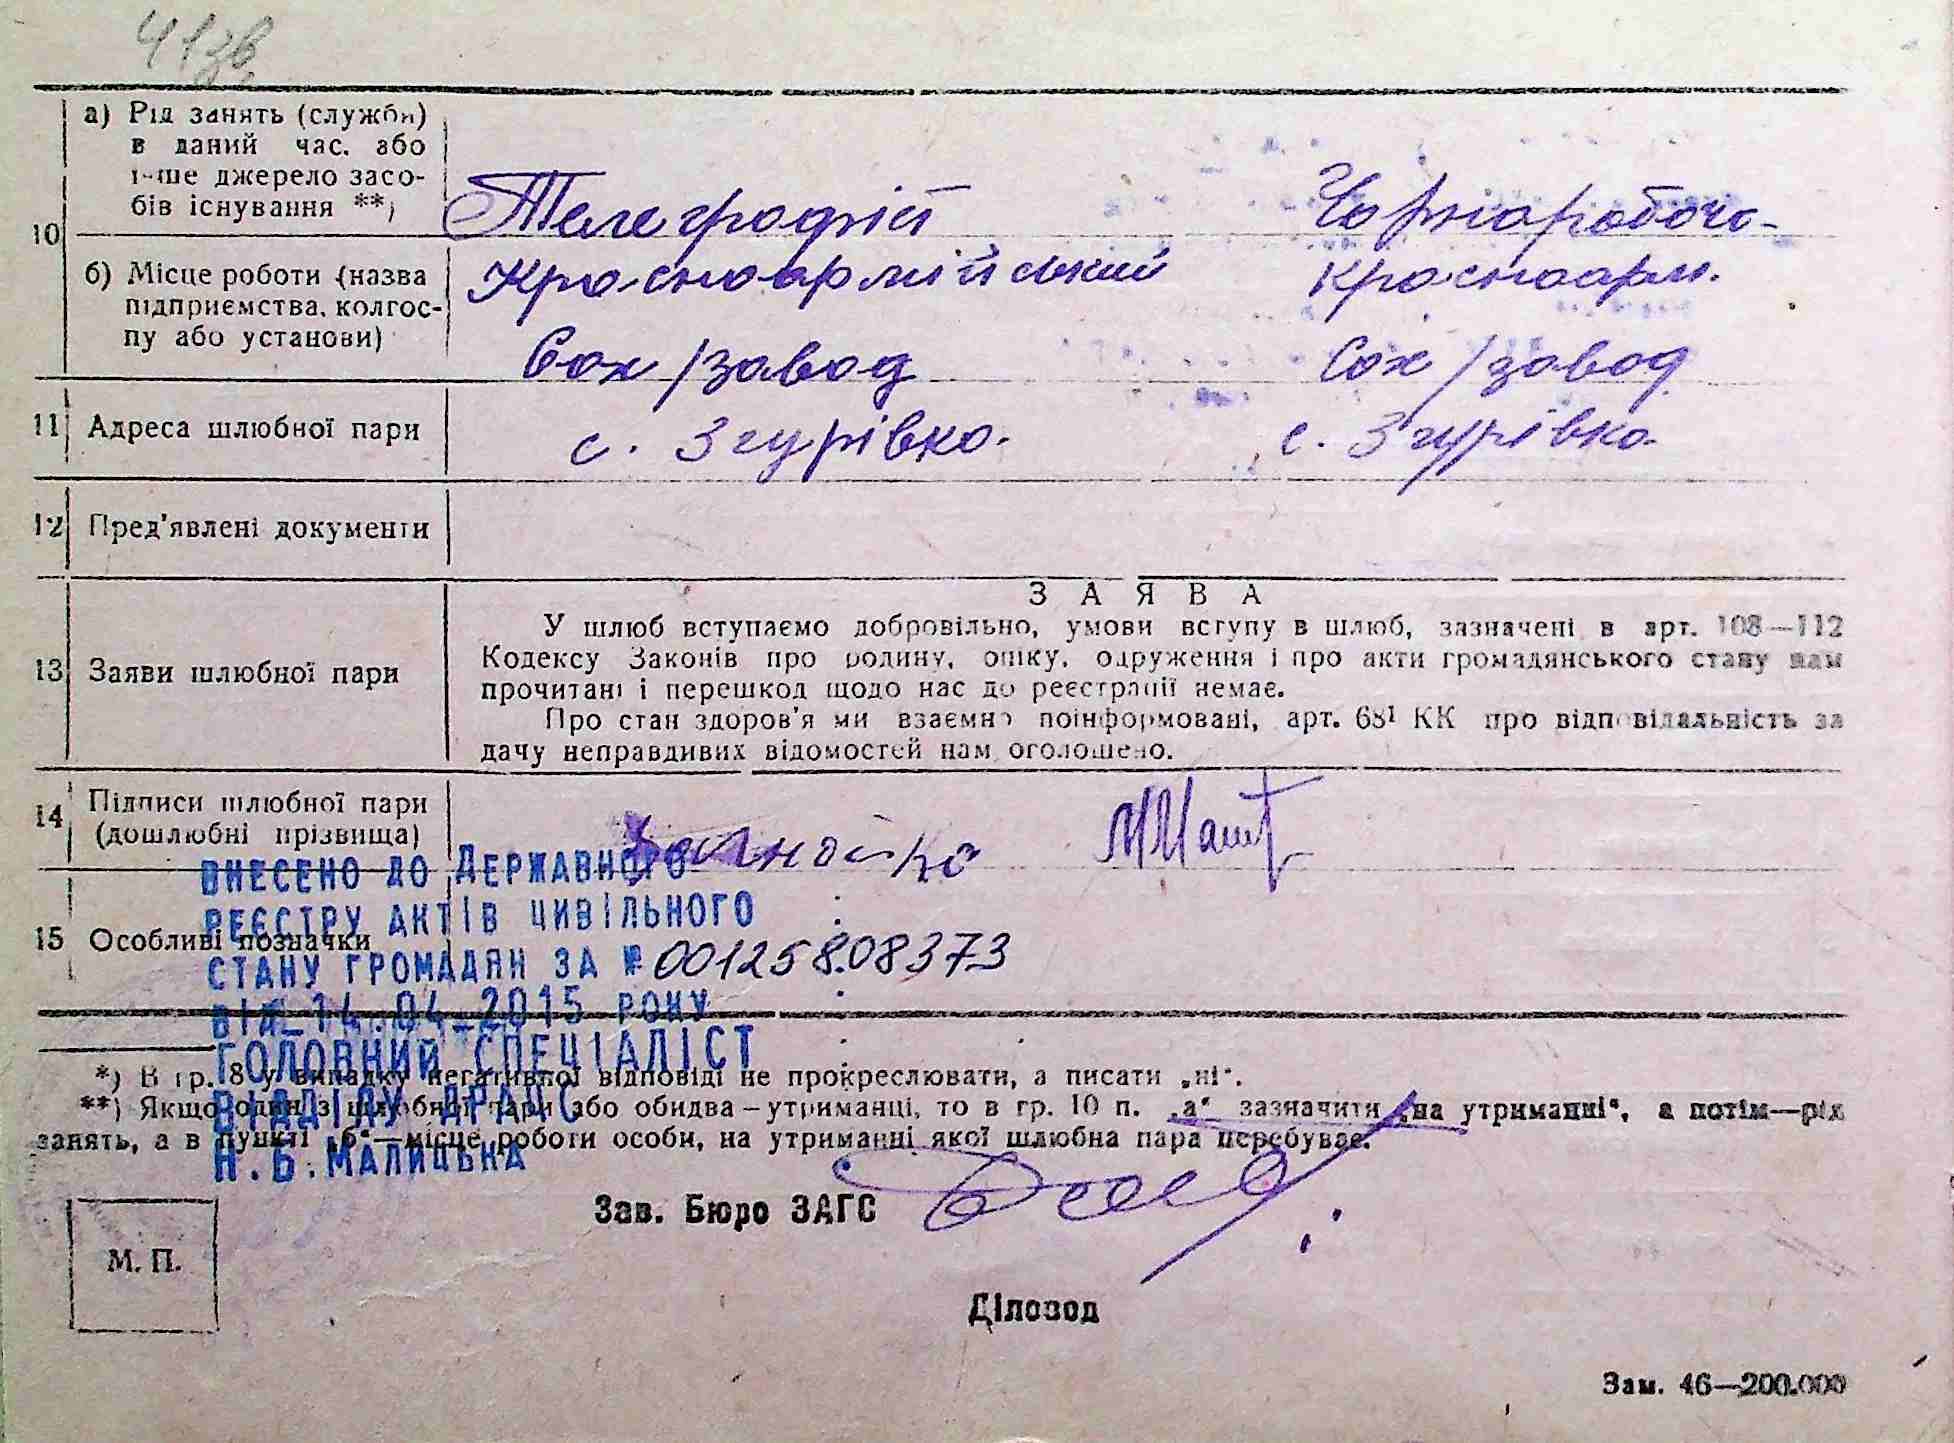 41зв.
10
а) Рід занять (служби)
в даний час, або
інше джерело засо-
бів існування **)
Телеграфіст
Чорноробоча-
б) Місце роботи (назва
підприємства, колгос-
пу або установи)
Красноармійський
Красноарм.
Сах/завод
Сах/завод
11 Адреса шлюбної пари
с. Згурівка.
с. Згурівка
12 Пред'явлені документи
13 Заяви шлюбної пари
ЗАЯВА
У шлюб вступаємо добровільно, умови вступу в шлюб, зазначені в арт. 108—112
Кодексу Законів про родину, опіку, одруження і про акти громадянського стану нам
прочитані і перешкод щодо нас до реєстрації немає.
Про стан здоров'я ми взаємно поінформовані, арт. 68¹ КК про відповідальність за
дачу неправдивих відомостей нам оголошено.
14 Підписи шлюбної пари
(дошлюбні прізвища)
15 Особливі позначки
ВНЕСЕНО ДО ДЕРЖАВНОГО
РЕЄСТРУ АКТІВ ЦИВІЛЬНОГО
СТАНУ ГРОМАДЯН ЗА № 00125808373
ВІД 14.04.2015 РОКУ
ГОЛОВНИЙ СПЕЦІАЛІСТ
ВІДДІЛУ ДРАЦС
Н.Б.МАЛИЦЬКА
*) В гр. 8 у випадку негативної відповіді не прокреслювати, а писати „ні“.
**) Якщо один з шлюбної пари або обидва—утриманці, то в гр. 10 п. „а“ зазначити „на утриманні“, а потім—рід
занять, а в пункті „б“—місце роботи особи, на утриманні якої шлюбна пара перебуває.
Зав. Бюро ЗАГС
М. П.
Діловод
Зам. 46—200.000